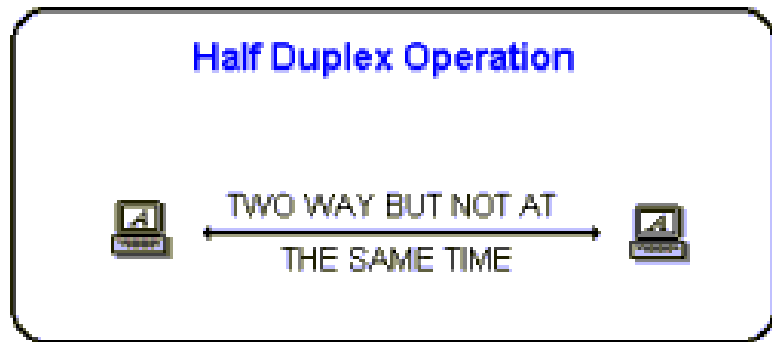 Half Duplex Operation
TWO WAY BUT NOT AT
THE SAME TIME
A
A